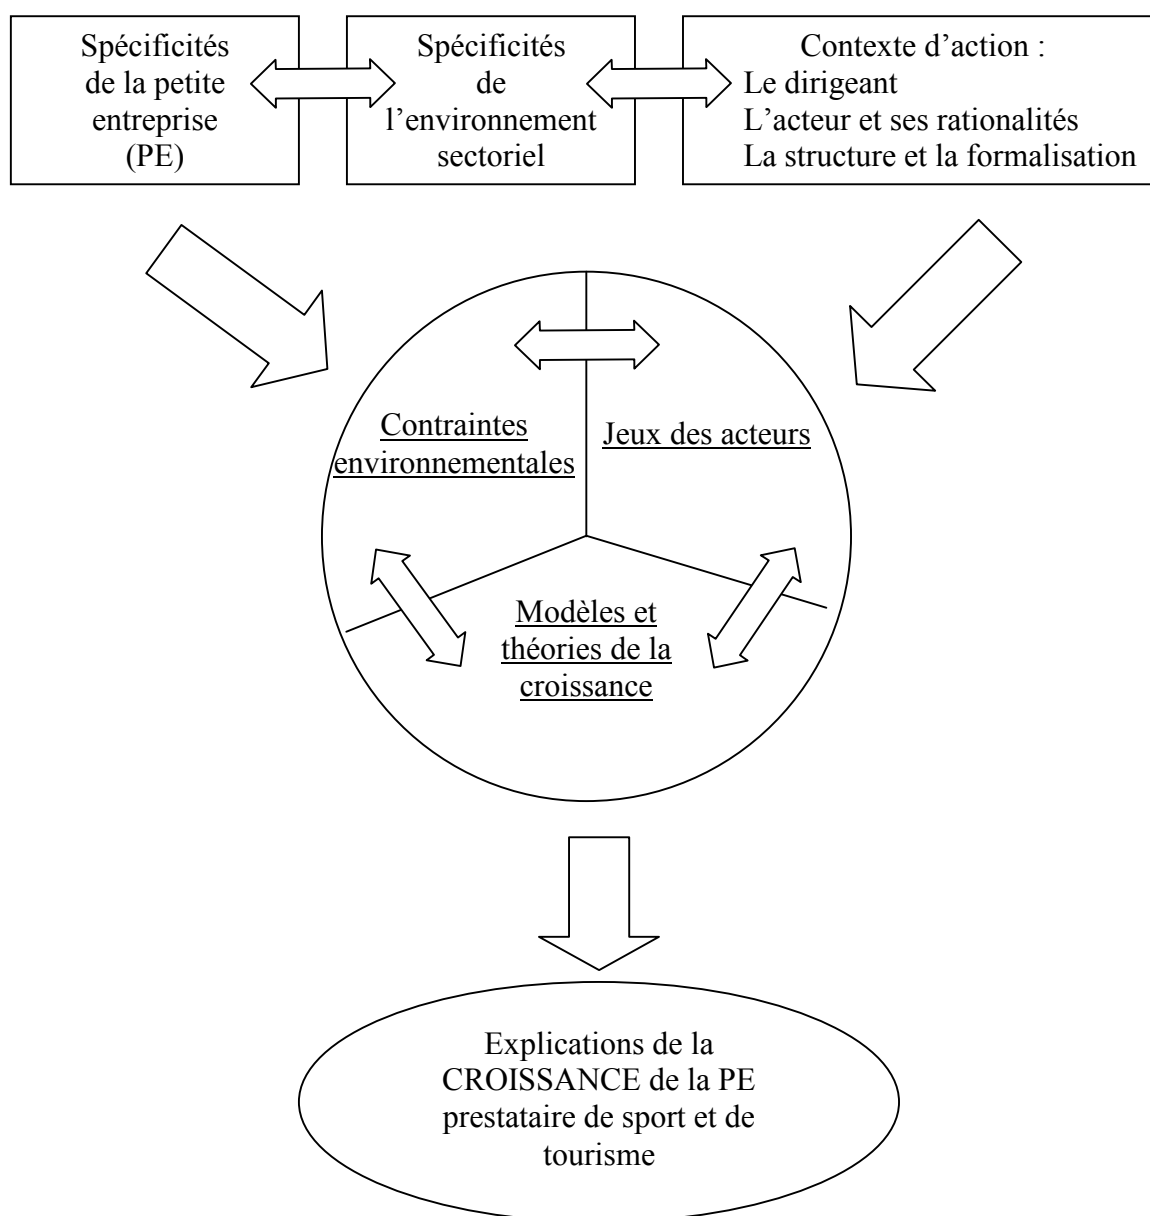 Spécificités
de la petite
entreprise
(PE)
Spécificités
de
l’environnement
sectoriel
Contexte d’action :
Le dirigeant
L’acteur et ses rationalités
La structure et la formalisation
Contraintes
environnementales
Jeux des acteurs
Modèles et
théories de la
croissance
Explications de la
CROISSANCE de la PE
prestataire de sport et de
tourisme